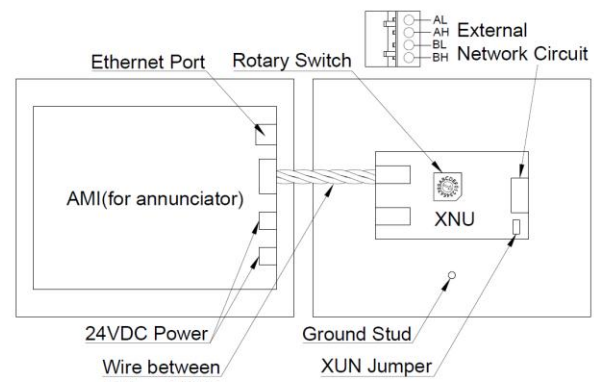 AL
AH
BL
BH
External
Network Circuit
Ethernet Port
Rotary Switch
AMI(for annunciator)
XNU
24VDC Power
Ground Stud
Wire between
XUN Jumper